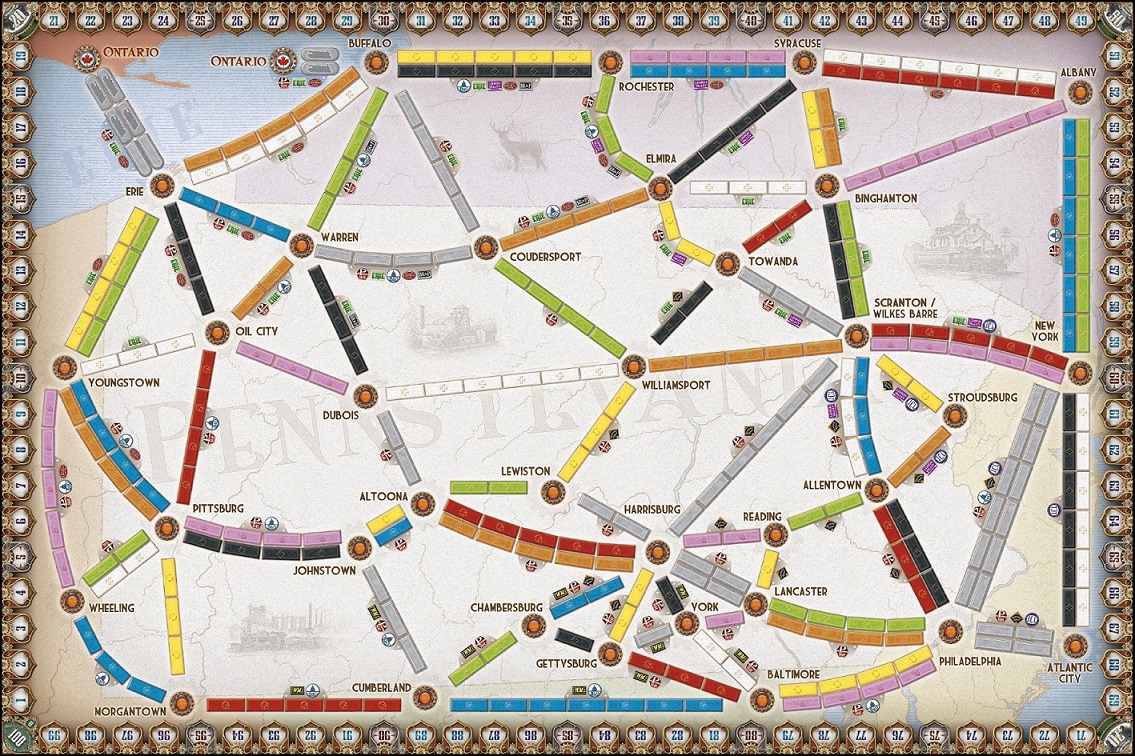 20 21 22 23 24 25 26 27 28 29 30 31 32 33 34 35 36 37 38 39 40 41 42 43 44 45 46 47 48 49 50
ONTARIO
ONTARIO
BUFFALO
SYRACUSE
ROCHESTER
ALBANY
ERIE
ELMIRA
ERIE
BINGHAMTON
WARREN
COUDERSPORT
TOWANDA
OIL CITY
SCRANTON /
WILKES BARRE
NEW
YORK
YOUNGSTOWN
WILLIAMSPORT
DUBOIS
PENNSYLVANIA
STROUDSBURG
LEWISTON
ALLENTOWN
ALTOONA
PITTSBURG
HARRISBURG
READING
JOHNSTOWN
LANCASTER
WHEELING
CHAMBERSBURG
YORK
GETTYSBURG
PHILADELPHIA
BALTIMORE
ATLANTIC
CITY
CUMBERLAND
MORGANTOWN
19
18
17
16
15
14
13
12
11
10
9
8
7
6
5
4
3
2
1
51
52
53
54
55
56
57
58
59
60
61
62
63
64
65
66
67
68
69
100 99 98 97 96 95 94 93 92 91 90 89 88 87 86 85 84 83 82 81 80 79 78 77 76 75 74 73 72 71 70